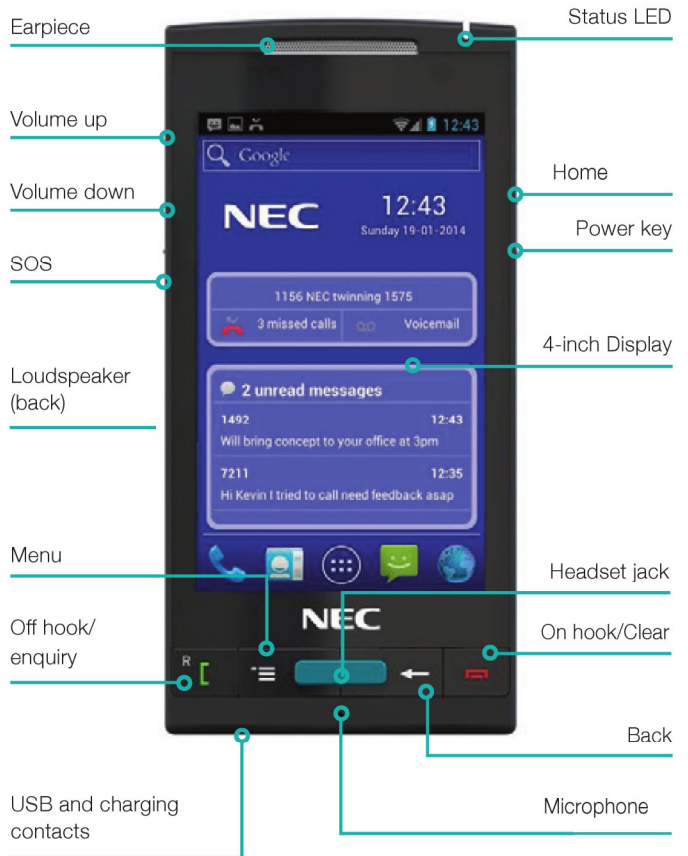 Earpiece
Status LED
Volume up
Volume down
SOS
Loudspeaker
(back)
Menu
Off hook/
enquiry
USB and charging
contacts
12:43
Google
NEC
12:43
Sunday 19-01-2014
1156 NEC twinning 1575
3 missed calls
Voicemail
2 unread messages
1492 12:43
Will bring concept to your office at 3pm
7211 12:35
Hi Kevin I tried to call need feedback asap
NEC
R
Home
Power key
4-inch Display
Headset jack
On hook/Clear
Back
Microphone